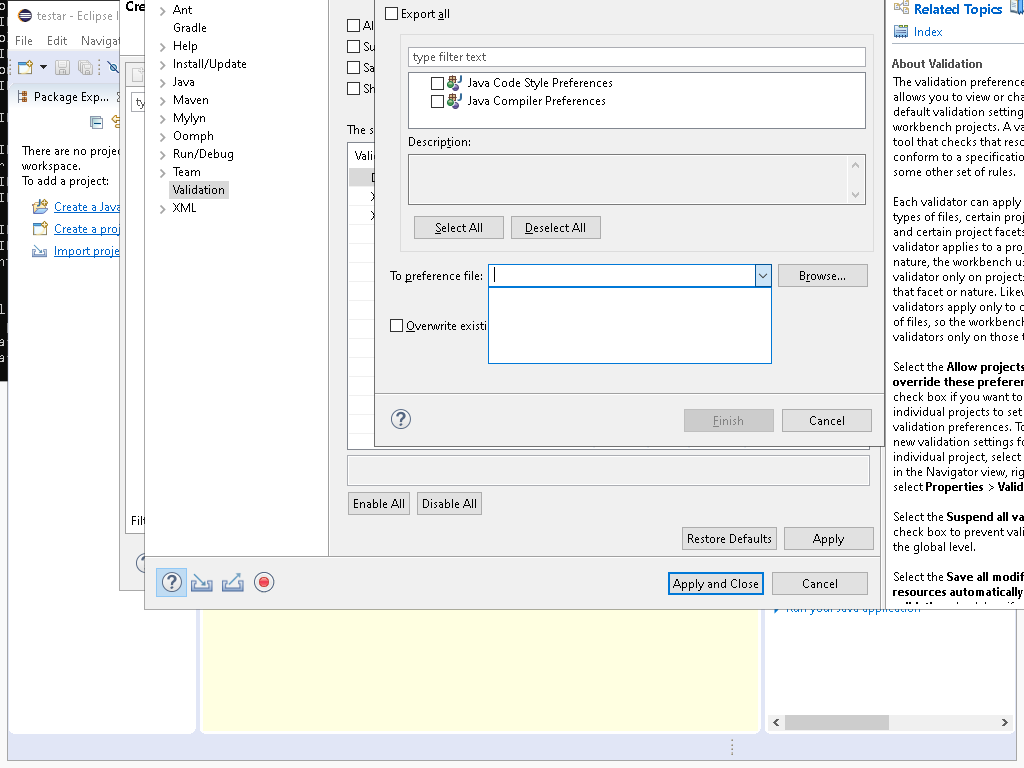 testar - Eclipse I
File Edit Navigat
Package Exp...
There are no proje
workspace.
To add a project:
Create a Java
Create a proj
Import proje
Cre
ty
Filt
Ant
Gradle
Help
Install/Update
Java
Maven
Mylyn
Oomph
Run/Debug
Team
Validation
XML
Al
Su
Sa
Sh
The s
Vali
Export all
type filter text
Java Code Style Preferences
Java Compiler Preferences
Description:
Select All
Deselect All
To preference file:
Browse...
Overwrite existi
Finish
Cancel
Enable All
Disable All
Restore Defaults
Apply
Apply and Close
Cancel
Related Topics
Index
About Validation
The validation preference
allows you to view or cha
default validation setting
workbench projects. A va
tool that checks that reso
conform to a specificatio
some other set of rules.
Each validator can apply
types of files, certain proj
and certain project facets
validator applies to a proj
nature, the workbench us
validator only on projects
that facet or nature. Likew
validators apply only to c
of files, so the workbench
validators only on those t
Select the Allow projects
override these preferen
check box if you want to
individual projects to set
validation preferences. To
new validation settings fo
individual project, select
in the Navigator view, rig
select Properties > Valid
Select the Suspend all va
check box to prevent vali
the global level.
Select the Save all modif
resources automatically
Run your Java application